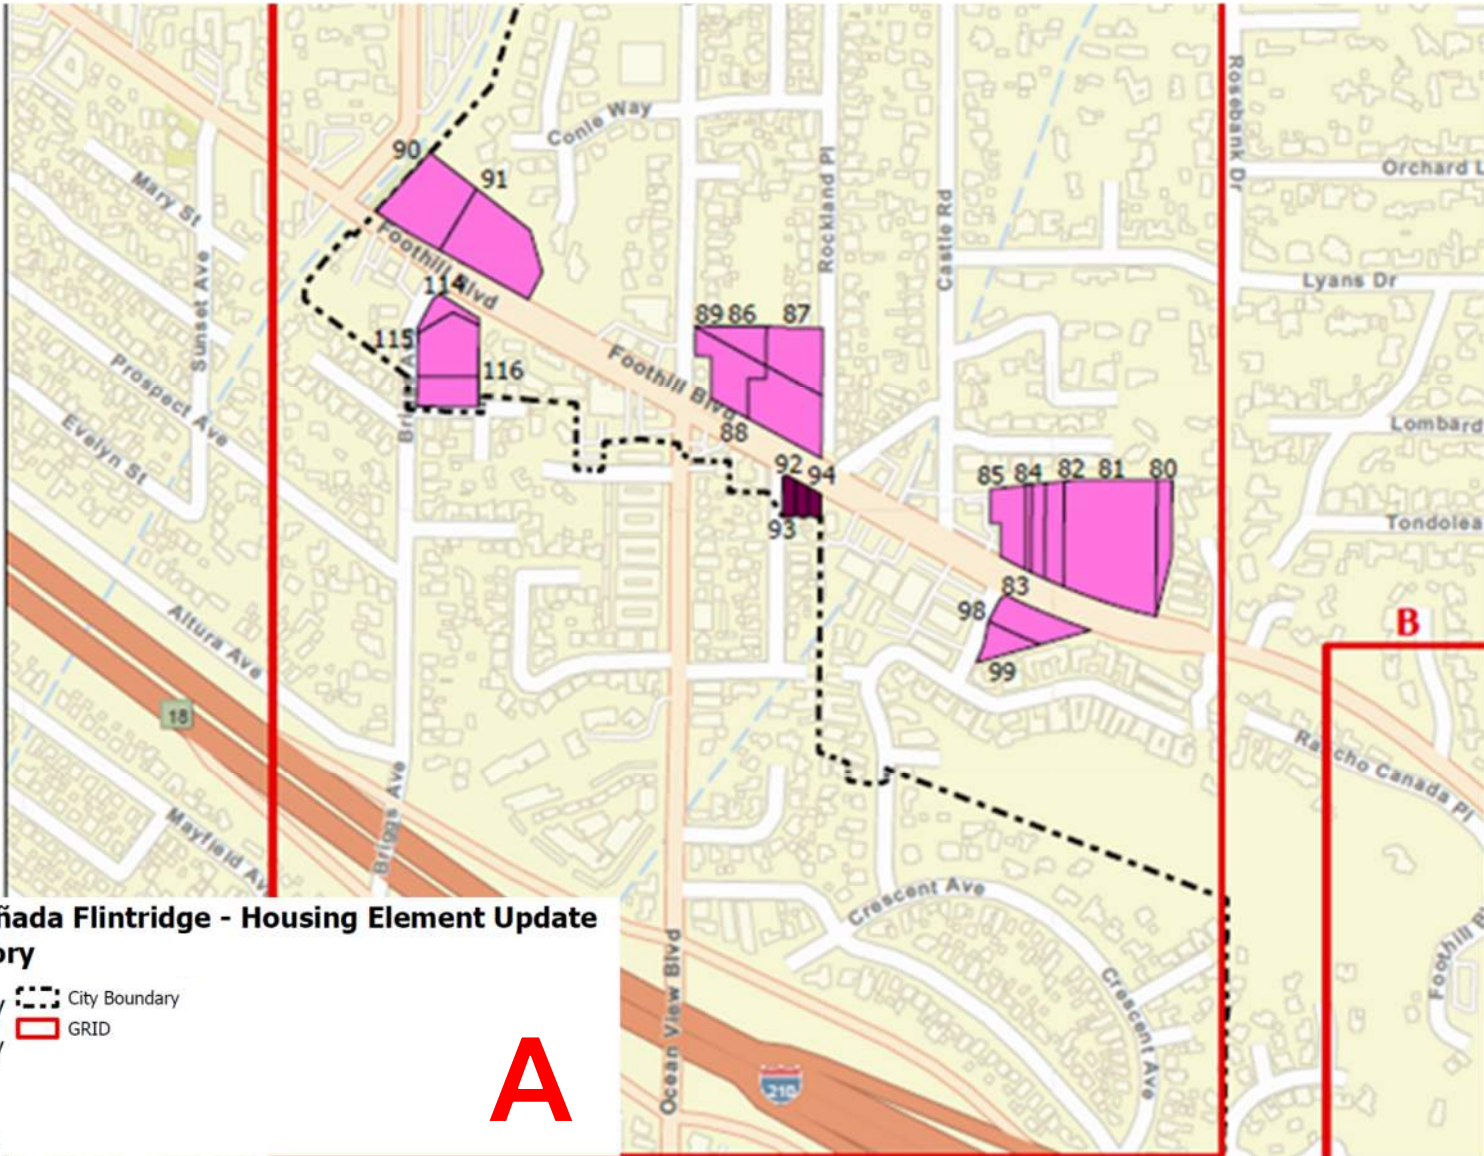 Conle Way
Rosebank Dr
90
91
Mary St
Orchard L
Rockland Pl
Castle Rd
Foothill Blvd
Sunset Ave
Lyans Dr
114
89 86 87
115
116
Foothill Blvd
Prospect Ave
88
Lombard
Evelyn St
92 94
85 84 82 81 80
93
Tondolea
83
98
99
Altura Ave
B
18
Rancho Canada Pl
Briggs Ave
Mayfield Av
Crescent Ave
ñada Flintridge - Housing Element Update
ory
City Boundary
GRID
A
Ocean View Blvd
Crescent Ave
Foothill Bl
210